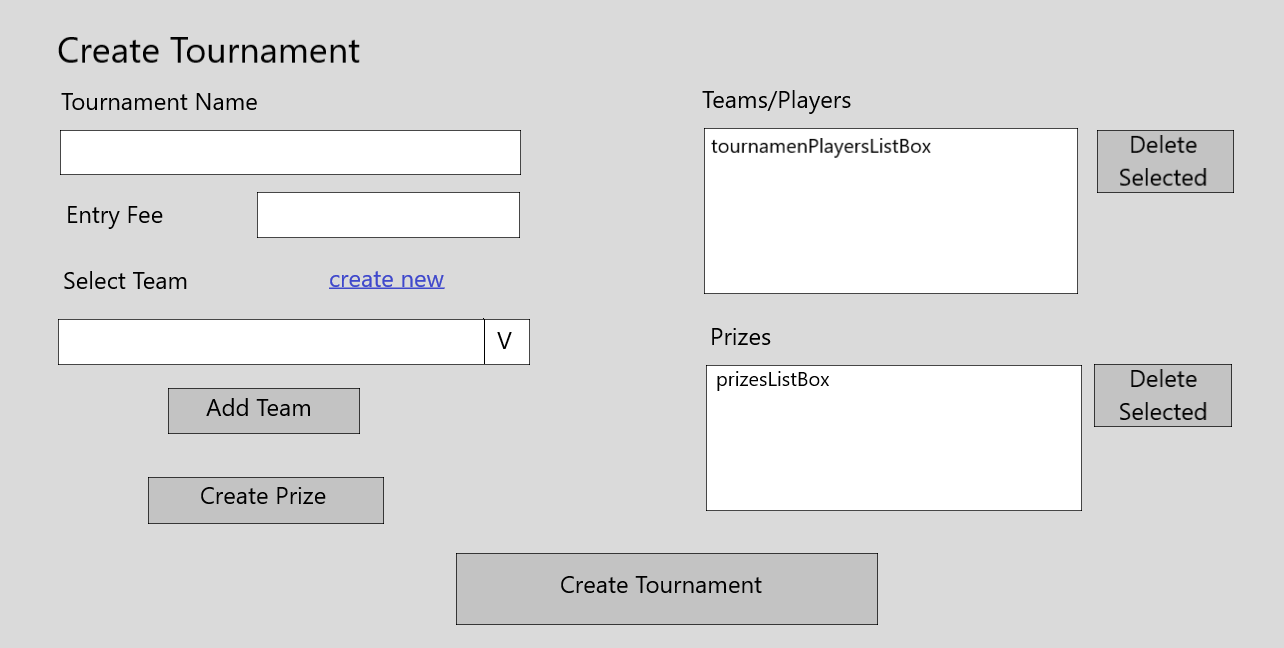 Create Tournament
Tournament Name
Entry Fee
Select Team
create new
V
Add Team
Create Prize
Teams/Players
tournamenPlayersListBox
Delete
Selected
Prizes
prizesListBox
Delete
Selected
Create Tournament